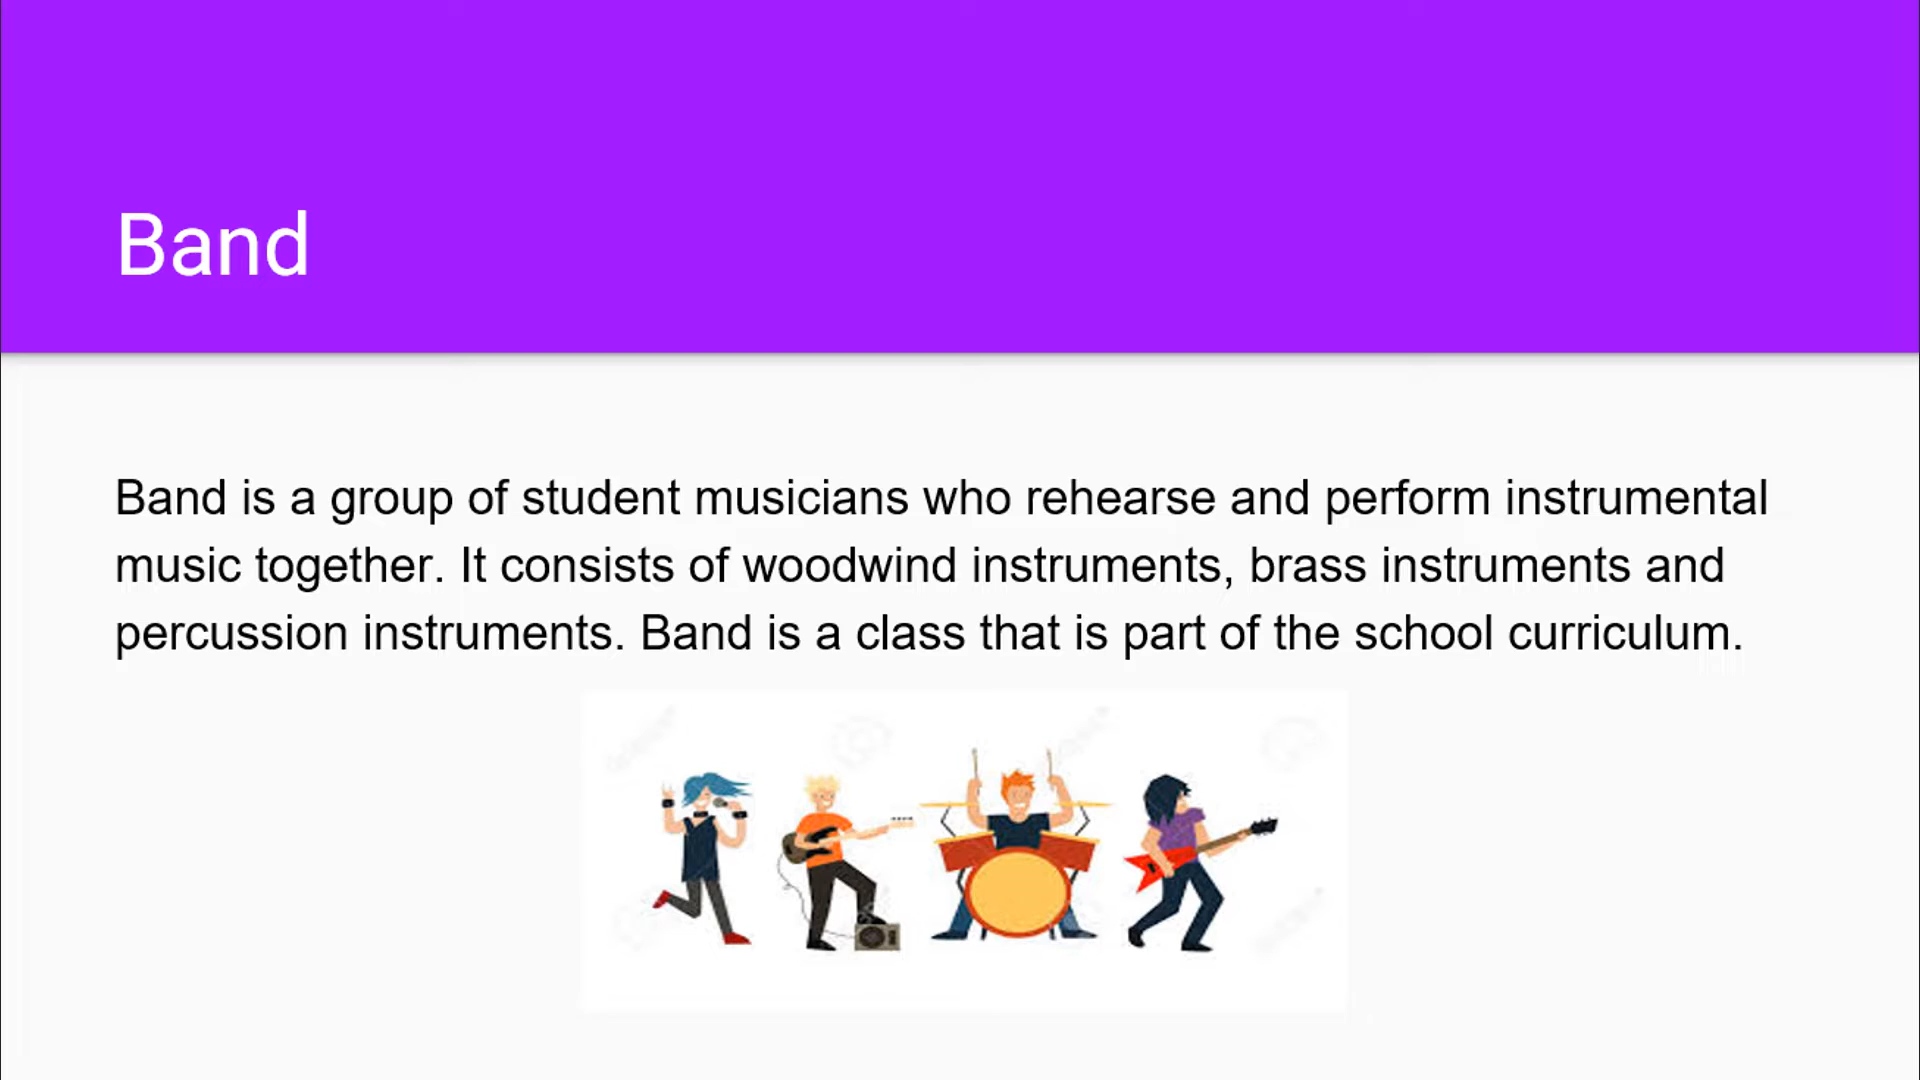 Band
Band is a group of student musicians who rehearse and perform instrumental
music together. It consists of woodwind instruments, brass instruments and
percussion instruments. Band is a class that is part of the school curriculum.